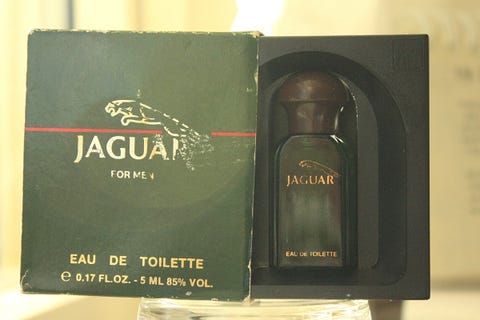 JAGUAR
FOR MEN
EAU DE TOILETTE
℮ 0.17 FL.OZ. - 5 ML 85% VOL.
JAGUAR
EAU DE TOILETTE